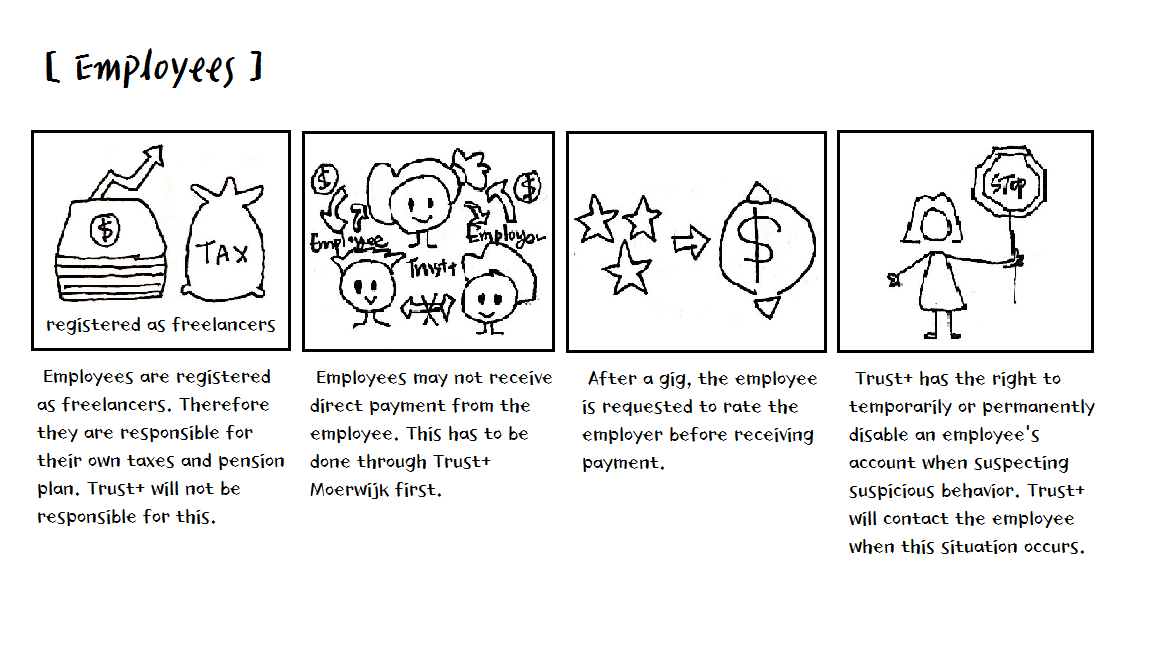 [ Employees ]
$
TAX
registered as freelancers
Employees are registered
as freelancers. Therefore
they are responsible for
their own taxes and pension
plan. Trust+ will not be
responsible for this.
$
$
Employee
Employer
Trust+
Employees may not receive
direct payment from the
employee. This has to be
done through Trust+
Moerwijk first.
$
After a gig, the employee
is requested to rate the
employer before receiving
payment.
STOP
Trust+ has the right to
temporarily or permanently
disable an employee's
account when suspecting
suspicious behavior. Trust+
will contact the employee
when this situation occurs.